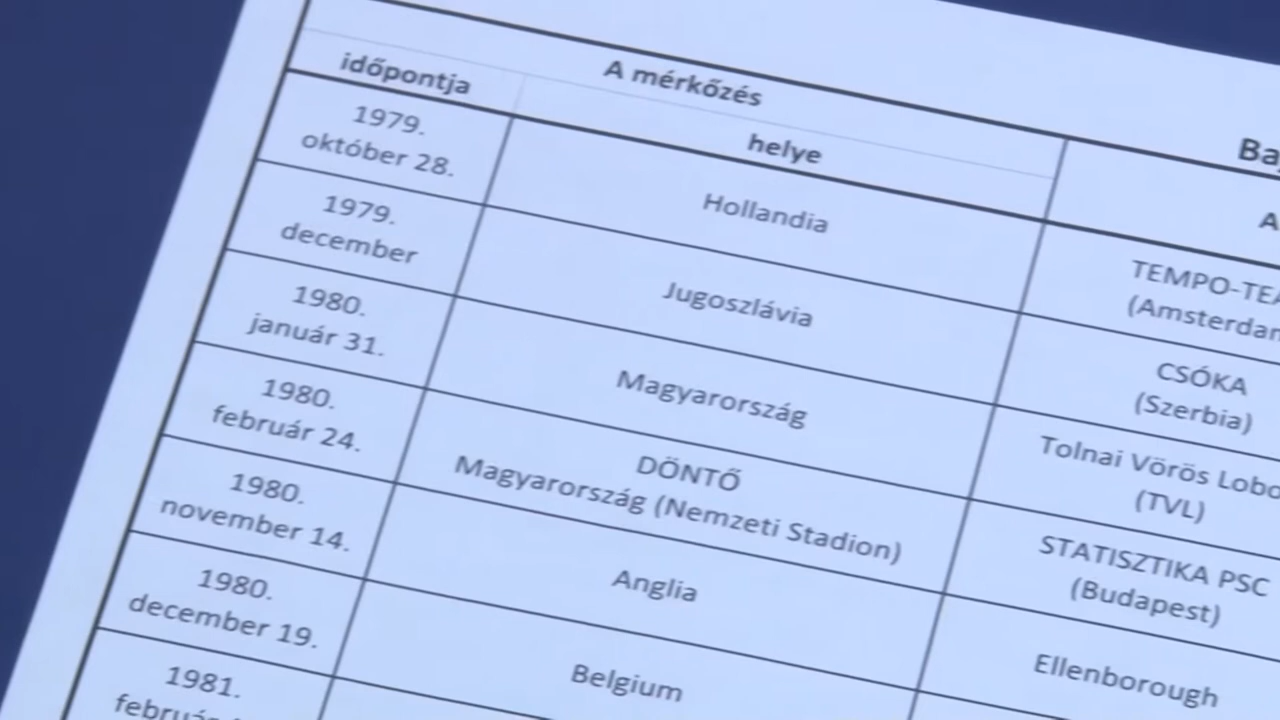 A mérkőzés
Ba
időpontja
helye
A
1979.
október 28.
Hollandia
TEMPO-TEA
(Amsterdam
1979.
december
Jugoszlávia
CSÓKA
(Szerbia)
1980.
január 31.
Magyarország
Tolnai Vörös Lobo
(TVL)
1980.
február 24.
DÖNTŐ
Magyarország (Nemzeti Stadion)
STATISZTIKA PSC
(Budapest)
1980.
november 14.
Anglia
Ellenborough
1980.
december 19.
Belgium
1981.
február